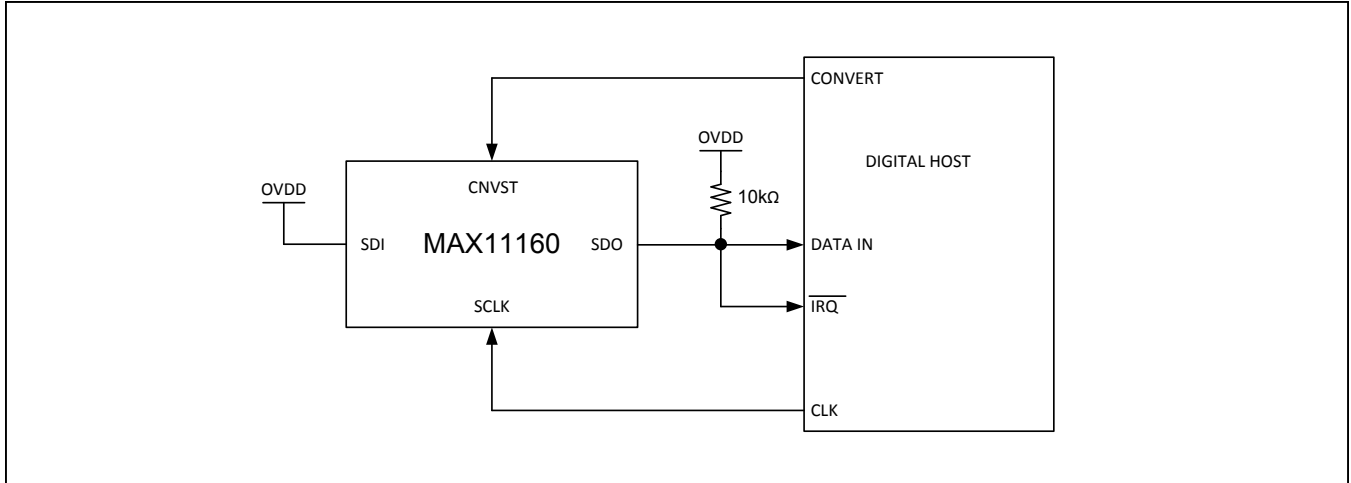 CONVERT
OVDD
DIGITAL HOST
OVDD
CNVST
10kΩ
SDI
MAX11160
SDO
DATA IN
SCLK
IRQ
CLK